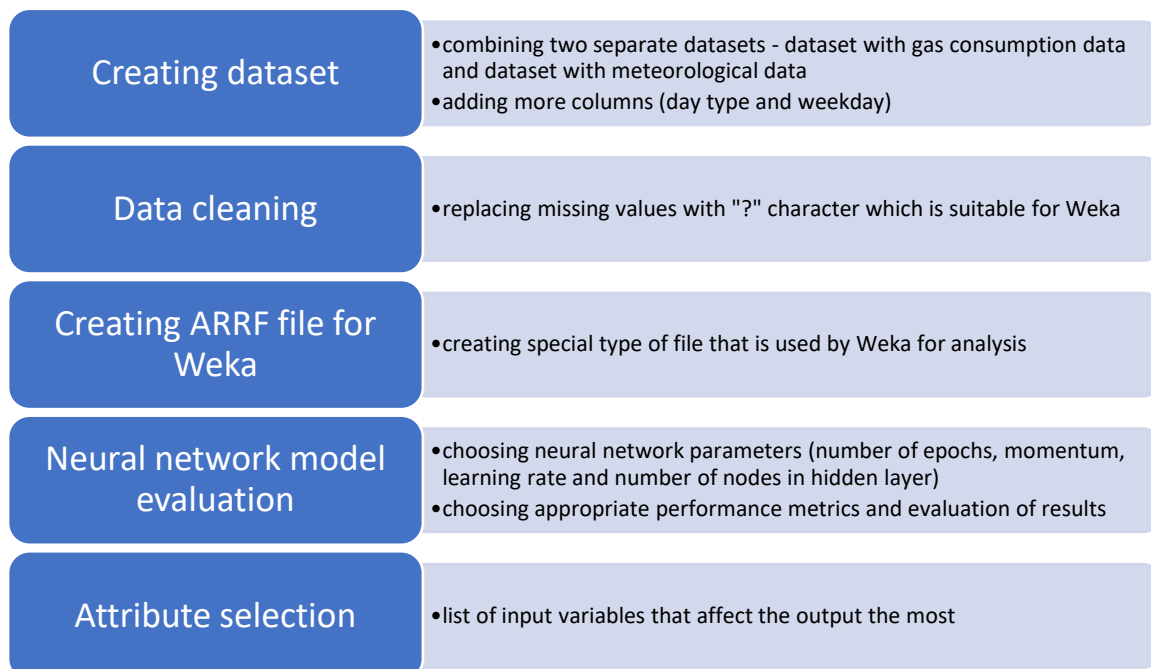 Creating dataset
•combining two separate datasets - dataset with gas consumption data
and dataset with meteorological data
•adding more columns (day type and weekday)
Data cleaning
•replacing missing values with "?" character which is suitable for Weka
Creating ARRF file for
Weka
•creating special type of file that is used by Weka for analysis
Neural network model
evaluation
•choosing neural network parameters (number of epochs, momentum,
learning rate and number of nodes in hidden layer)
•choosing appropriate performance metrics and evaluation of results
Attribute selection
•list of input variables that affect the output the most